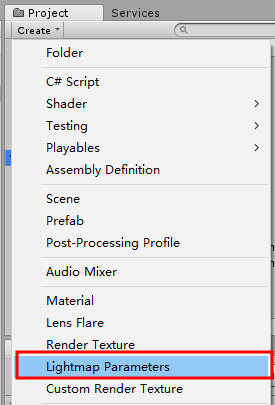 Project
Services
Create
Folder
C# Script
Shader
Testing
Playables
Assembly Definition
Scene
Prefab
Post-Processing Profile
Audio Mixer
Material
Lens Flare
Render Texture
Lightmap Parameters
Custom Render Texture